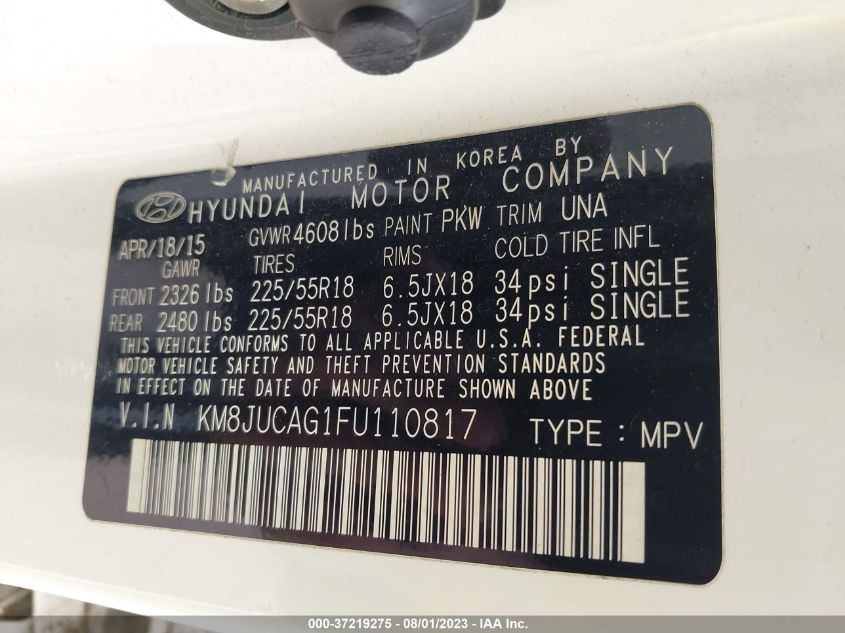 MANUFACTURED IN KOREA BY
HYUNDAI MOTOR COMPANY
APR/18/15 GVWR 4608 lbs PAINT PKW TRIM UNA
GAWR TIRES RIMS COLD TIRE INFL
FRONT 2326 lbs 225/55R18 6.5JX18 34psi SINGLE
REAR 2480 lbs 225/55R18 6.5JX18 34psi SINGLE
THIS VEHICLE CONFORMS TO ALL APPLICABLE U.S.A. FEDERAL
MOTOR VEHICLE SAFETY AND THEFT PREVENTION STANDARDS
IN EFFECT ON THE DATE OF MANUFACTURE SHOWN ABOVE
V.I.N KM8JUCAG1FU110817 TYPE : MPV
000-37219275 - 08/01/2023 - IAA Inc.